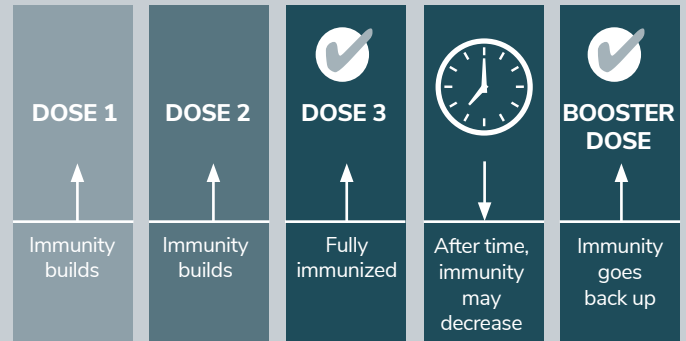 DOSE 1
Immunity
builds
DOSE 2
Immunity
builds
DOSE 3
Fully
immunized
After time,
immunity
may
decrease
BOOSTER
DOSE
Immunity
goes
back up